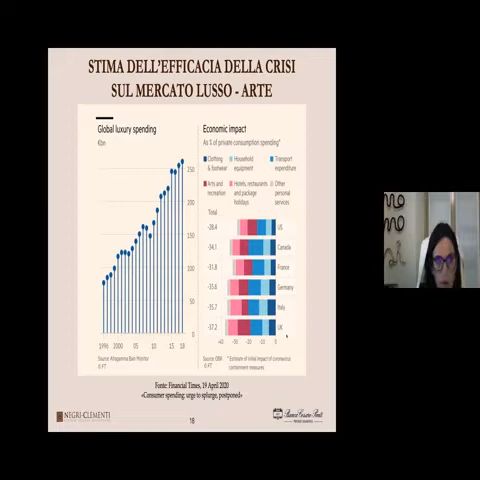 STIMA DELL'EFFICACIA DELLA CRISI
SUL MERCATO LUSSO - ARTE
Global luxury spending
€bn
250
200
150
100
50
0
1996
2000
05
10
15
18
Source: Altagamma Bain Monitor
© FT
Economic impact
As % of private consumption spending*
Clothing & footwear
Household equipment
Transport expenditure
Arts and recreation
Hotels, restaurants and package holidays
Other personal services
Total
-28.4 US
-34.1 Canada
-31.8 France
-35.6 Germany
-35.7 Italy
-37.2 UK
-40 -30 -20 -10 0
© FT
* Estimate of initial impact of coronavirus containment measures
Fonte: Financial Times, 19 April 2020
«Consumer spending: urge to splurge, postponed»
NEGRI-CLEMENTI
18